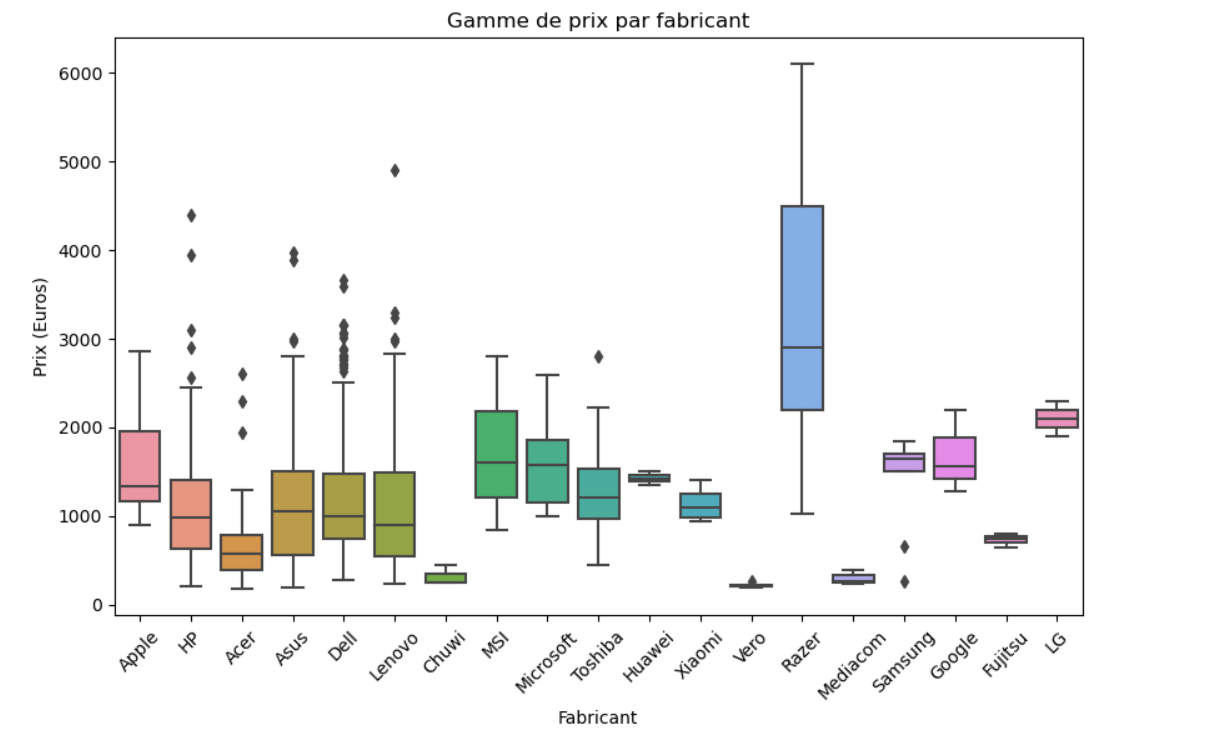 Gamme de prix par fabricant
Prix (Euros)
6000
5000
4000
3000
2000
1000
0
Apple
HP
Acer
Asus
Dell
Lenovo
Chuwi
MSI
Microsoft
Toshiba
Huawei
Xiaomi
Vero
Razer
Mediacom
Samsung
Google
Fujitsu
LG
Fabricant